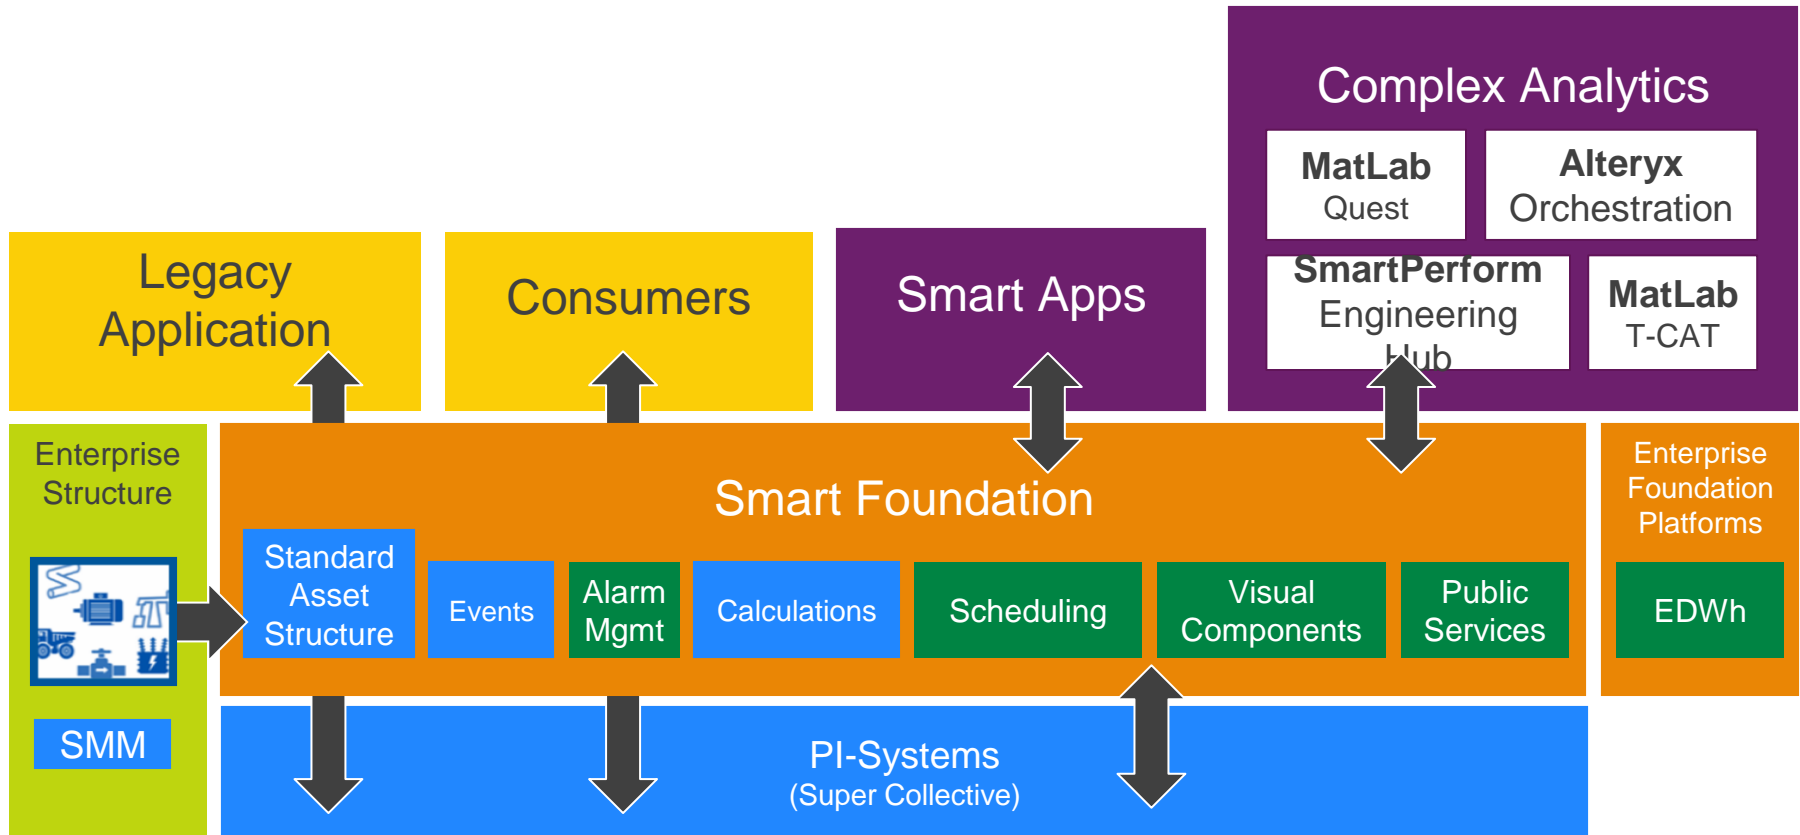 Complex Analytics
MatLab
Quest
Alteryx
Orchestration
SmartPerform
Engineering
Hub
MatLab
T-CAT
Legacy
Application
Consumers
Smart Apps
Enterprise
Structure
SMM
Smart Foundation
Standard
Asset
Structure
Events
Alarm
Mgmt
Calculations
Scheduling
Visual
Components
Public
Services
Enterprise
Foundation
Platforms
EDWh
PI-Systems
(Super Collective)